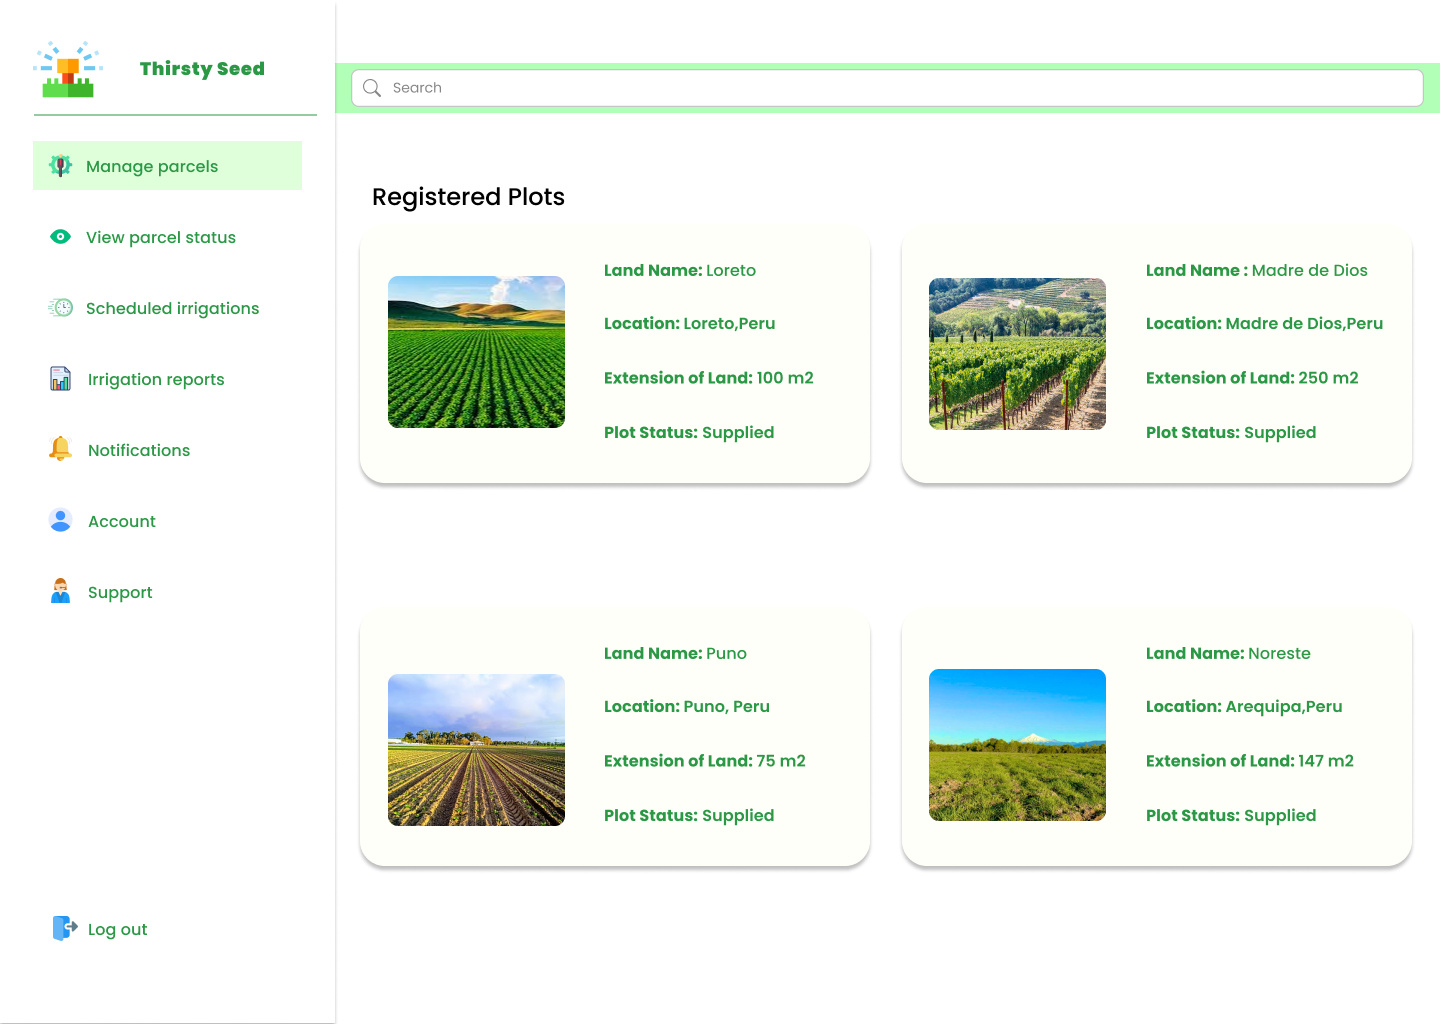 Thirsty Seed
Search
Manage parcels
View parcel status
Scheduled irrigations
Irrigation reports
Notifications
Account
Support
Log out
Registered Plots
Land Name: Loreto
Location: Loreto,Peru
Extension of Land: 100 m2
Plot Status: Supplied
Land Name : Madre de Dios
Location: Madre de Dios,Peru
Extension of Land: 250 m2
Plot Status: Supplied
Land Name: Puno
Location: Puno, Peru
Extension of Land: 75 m2
Plot Status: Supplied
Land Name: Noreste
Location: Arequipa,Peru
Extension of Land: 147 m2
Plot Status: Supplied